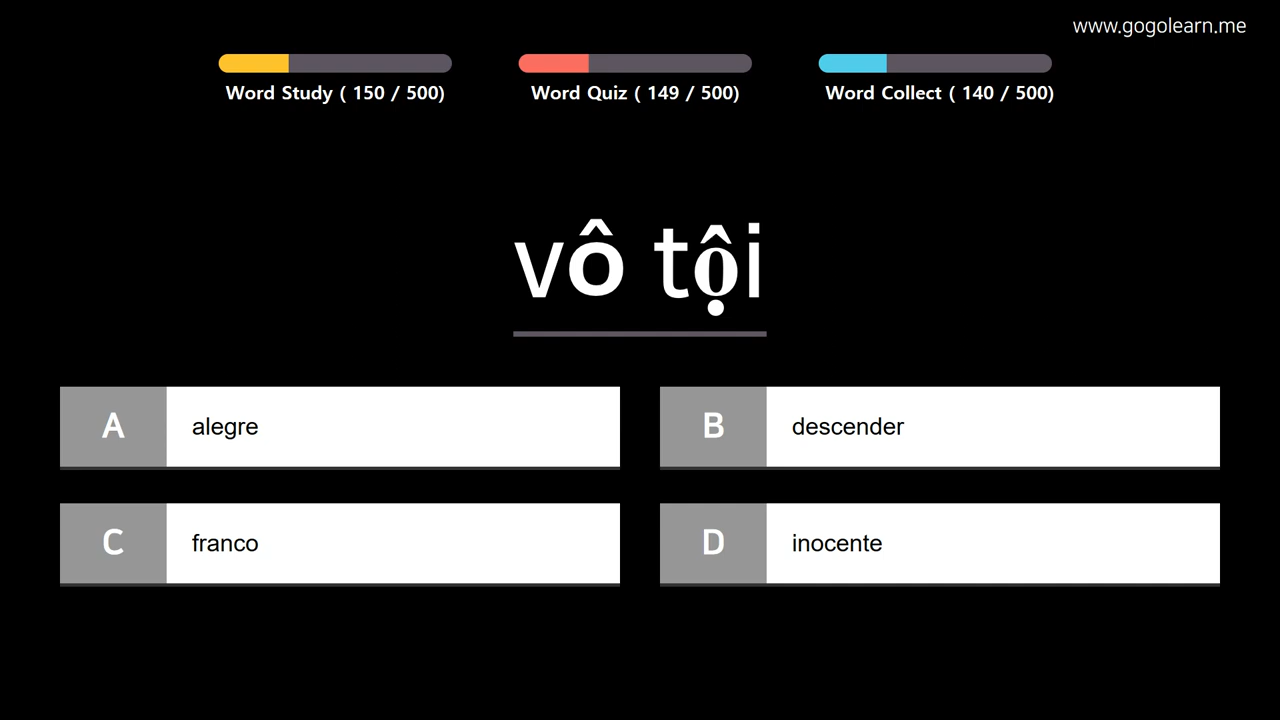 www.gogolearn.me
Word Study ( 150 / 500)
Word Quiz ( 149 / 500)
Word Collect ( 140 / 500)
vô tội
A alegre
B descender
C franco
D inocente